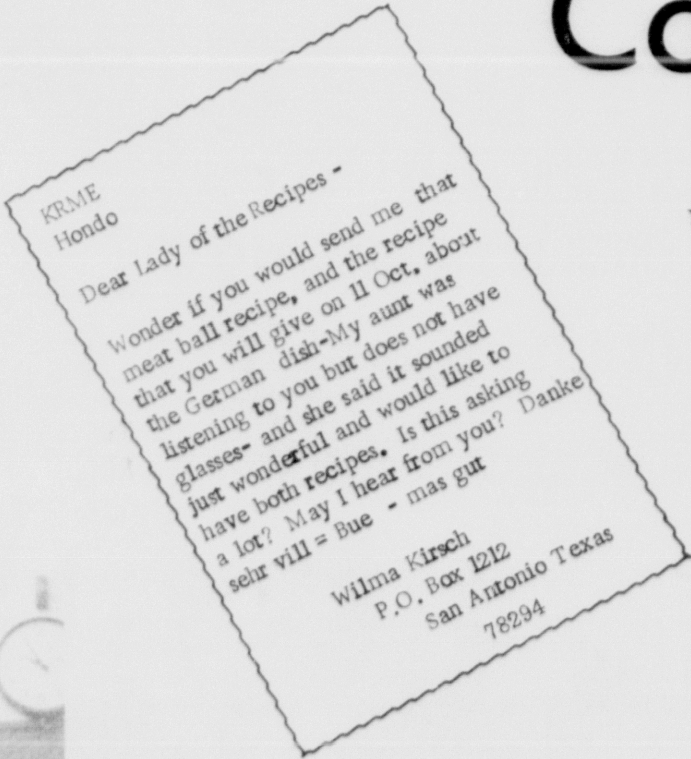 Co
KRME
Hondo
Dear Lady of the Recipes -
Wonder if you would send me that
meat ball recipe, and the recipe
that you will give on 11 Oct. about
the German dish-My aunt was
listening to you but does not have
glasses- and she said it sounded
just wonderful and would like to
have both recipes. Is this asking
a lot? May I hear from you? Danke
sehr vill = Bue - mas gut
Wilma Kirsch
P.O. Box 1212
San Antonio Texas
78294